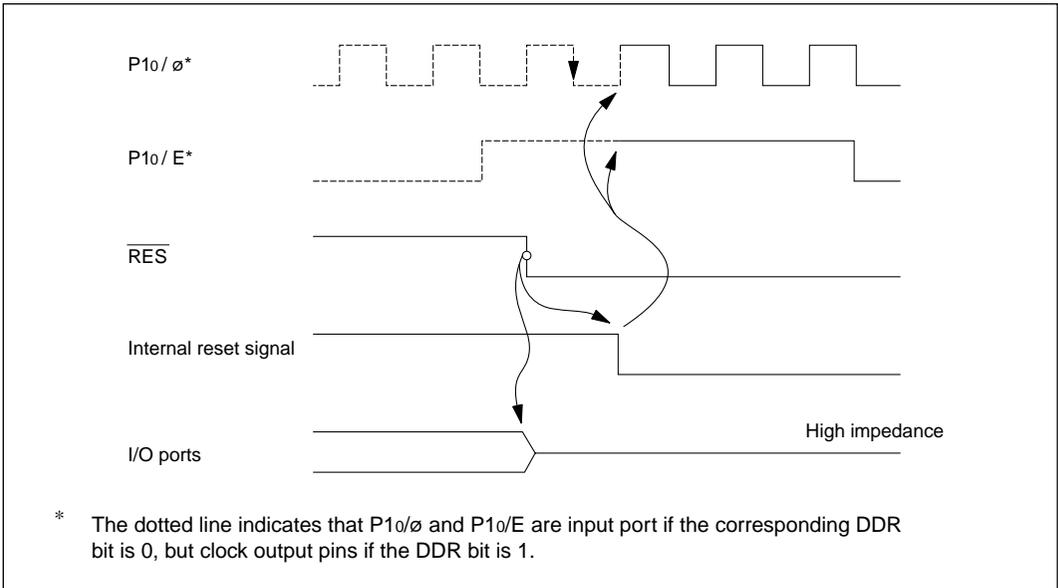 P10 / ø*
P10 / E*
RES
Internal reset signal
High impedance
I/O ports
* The dotted line indicates that P10/ø and P10/E are input port if the corresponding DDR
bit is 0, but clock output pins if the DDR bit is 1.